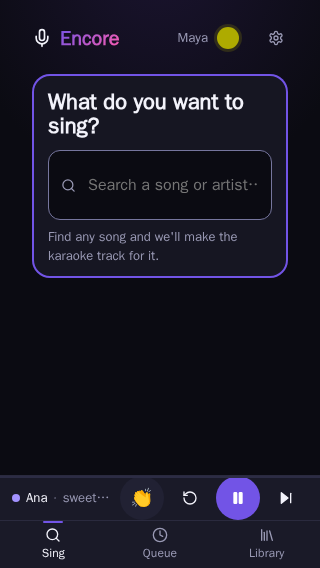 Encore
Maya
What do you want to
sing?
Search a song or artist··
Find any song and we'll make the
karaoke track for it.
Ana · sweet···
Sing
Queue
Library